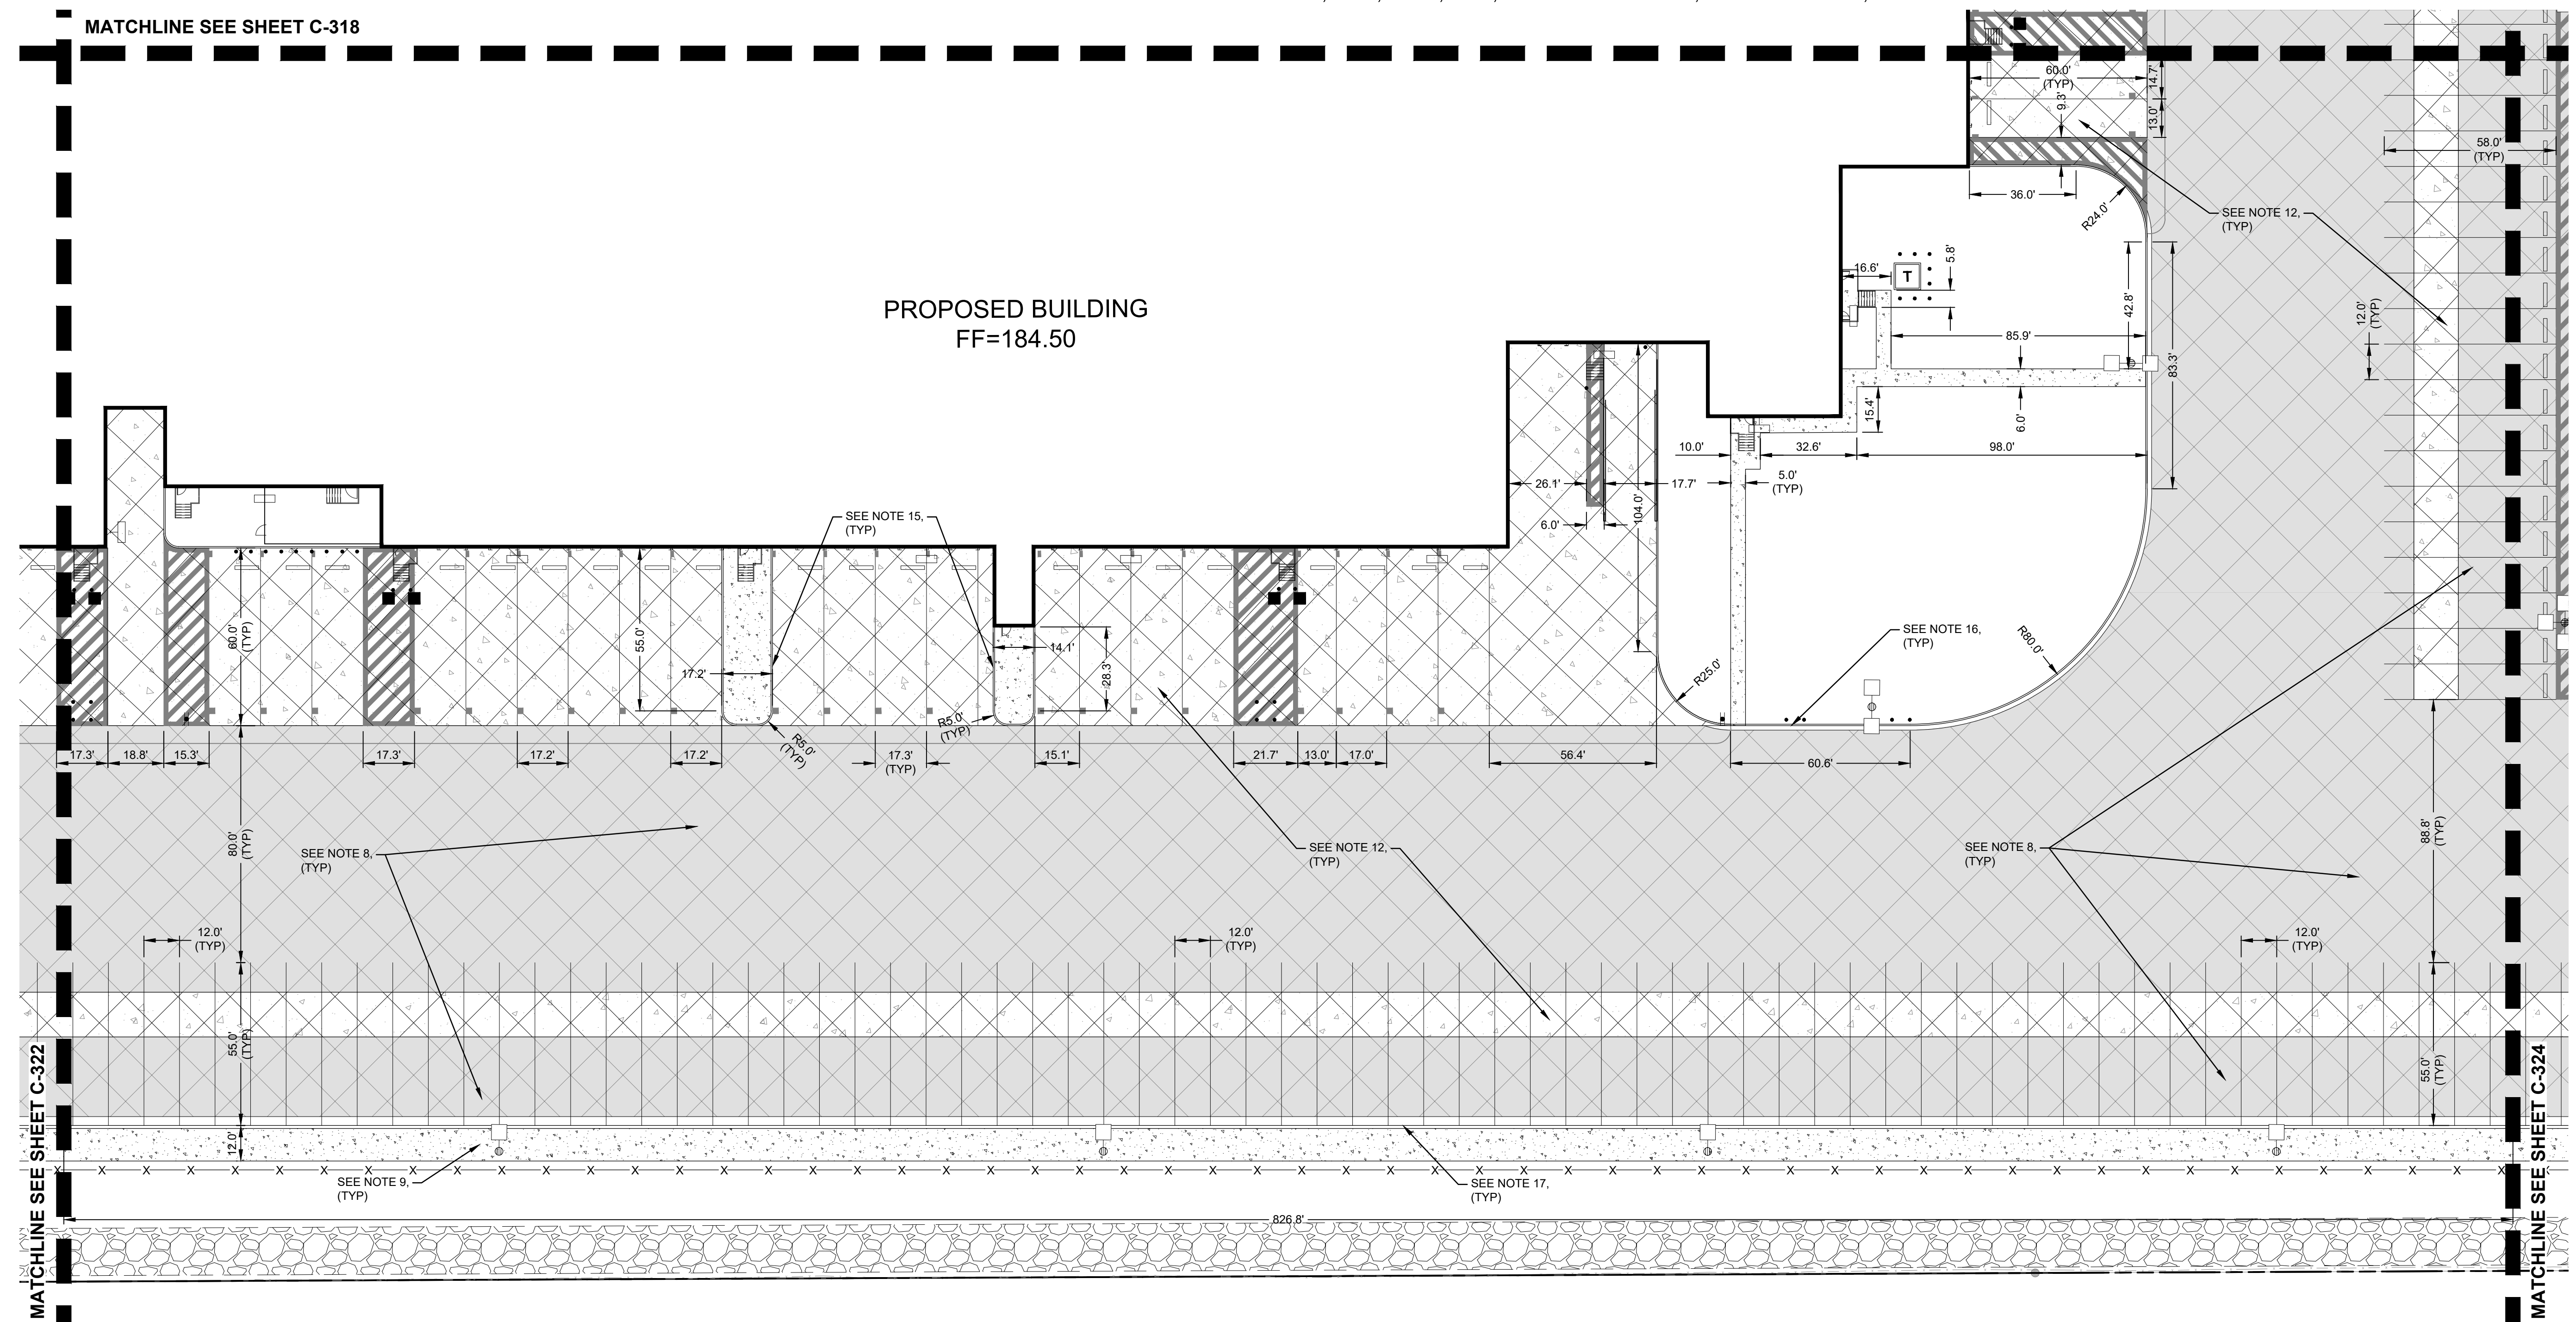 MATCHLINE SEE SHEET C-318
60.0'
(TYP)
14.7'
9.3'
13.0'
58.0'
(TYP)
36.0'
R24.0'
SEE NOTE 12,
(TYP)
16.6'
T
5.8'
42.8'
83.3'
12.0'
(TYP)
PROPOSED BUILDING
FF=184.50
85.9'
15.4'
6.0'
10.0'
32.6'
98.0'
26.1'
17.7'
5.0'
(TYP)
104.0'
6.0'
SEE NOTE 15,
(TYP)
60.0'
(TYP)
55.0'
17.2'
14.1'
28.3'
SEE NOTE 16,
(TYP)
R80.0'
R25.0'
R5.0'
(TYP)
R5.0'
(TYP)
17.3'
18.8'
15.3'
17.3'
17.2'
17.2'
17.3'
(TYP)
15.1'
21.7'
13.0'
17.0'
56.4'
60.6'
80.0'
(TYP)
SEE NOTE 8,
(TYP)
SEE NOTE 12,
(TYP)
SEE NOTE 8,
(TYP)
88.8'
(TYP)
12.0'
(TYP)
12.0'
(TYP)
12.0'
(TYP)
55.0'
(TYP)
55.0'
(TYP)
12.0'
SEE NOTE 9,
(TYP)
SEE NOTE 17,
(TYP)
826.8'
MATCHLINE SEE SHEET C-322
MATCHLINE SEE SHEET C-324